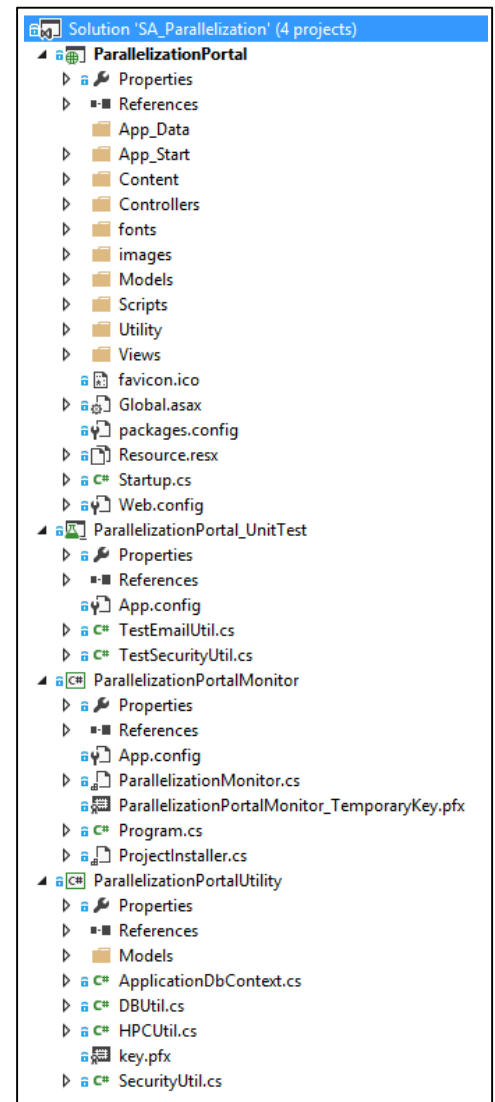 Solution 'SA_Parallelization' (4 projects)
ParallelizationPortal
Properties
References
App_Data
App_Start
Content
Controllers
fonts
images
Models
Scripts
Utility
Views
favicon.ico
Global.asax
packages.config
Resource.resx
C# Startup.cs
Web.config
ParallelizationPortal_UnitTest
Properties
References
App.config
C# TestEmailUtil.cs
C# TestSecurityUtil.cs
C# ParallelizationPortalMonitor
Properties
References
App.config
ParallelizationMonitor.cs
ParallelizationPortalMonitor_TemporaryKey.pfx
C# Program.cs
ProjectInstaller.cs
C# ParallelizationPortalUtility
Properties
References
Models
C# ApplicationDbContext.cs
C# DBUtil.cs
C# HPCUtil.cs
key.pfx
C# SecurityUtil.cs